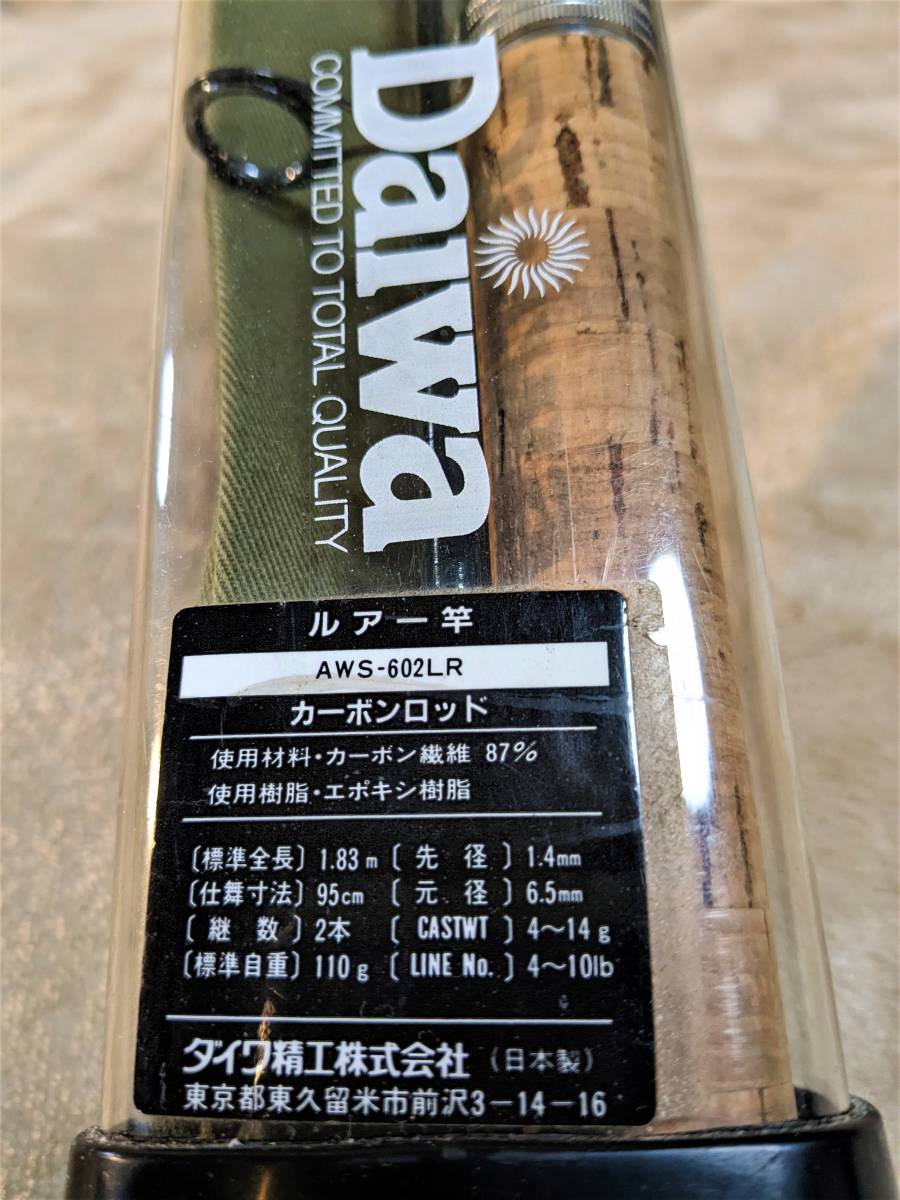 Daiwa
COMMITTED TO TOTAL QUALITY
ルアー竿
AWS-602LR
カーボンロッド
使用材料・カーボン繊維 87%
使用樹脂・エポキシ樹脂
〔標準全長〕1.83m〔先 径〕1.4mm
〔仕舞寸法〕95cm〔元 径〕6.5mm
〔継 数〕2本〔CASTWT〕4〜14g
〔標準自重〕110g〔LINE No.〕4〜10lb
ダイワ精工株式会社（日本製）
東京都東久留米市前沢3-14-16